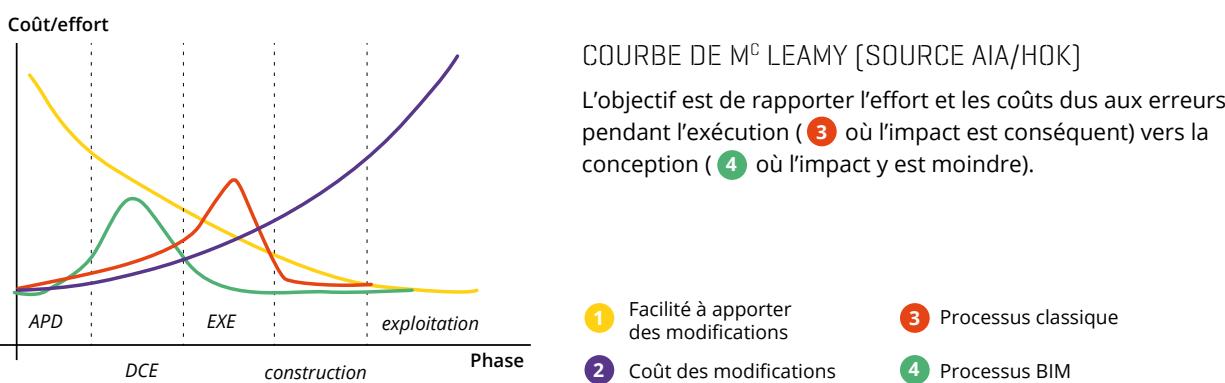 Coût/effort
APD
EXE
exploitation
Phase
DCE
construction
COURBE DE Mᶜ LEAMY (SOURCE AIA/HOK)
L'objectif est de rapporter l'effort et les coûts dus aux erreurs
pendant l'exécution ( 3 où l'impact est conséquent) vers la
conception ( 4 où l'impact y est moindre).
1 Facilité à apporter
des modifications
2 Coût des modifications
3 Processus classique
4 Processus BIM